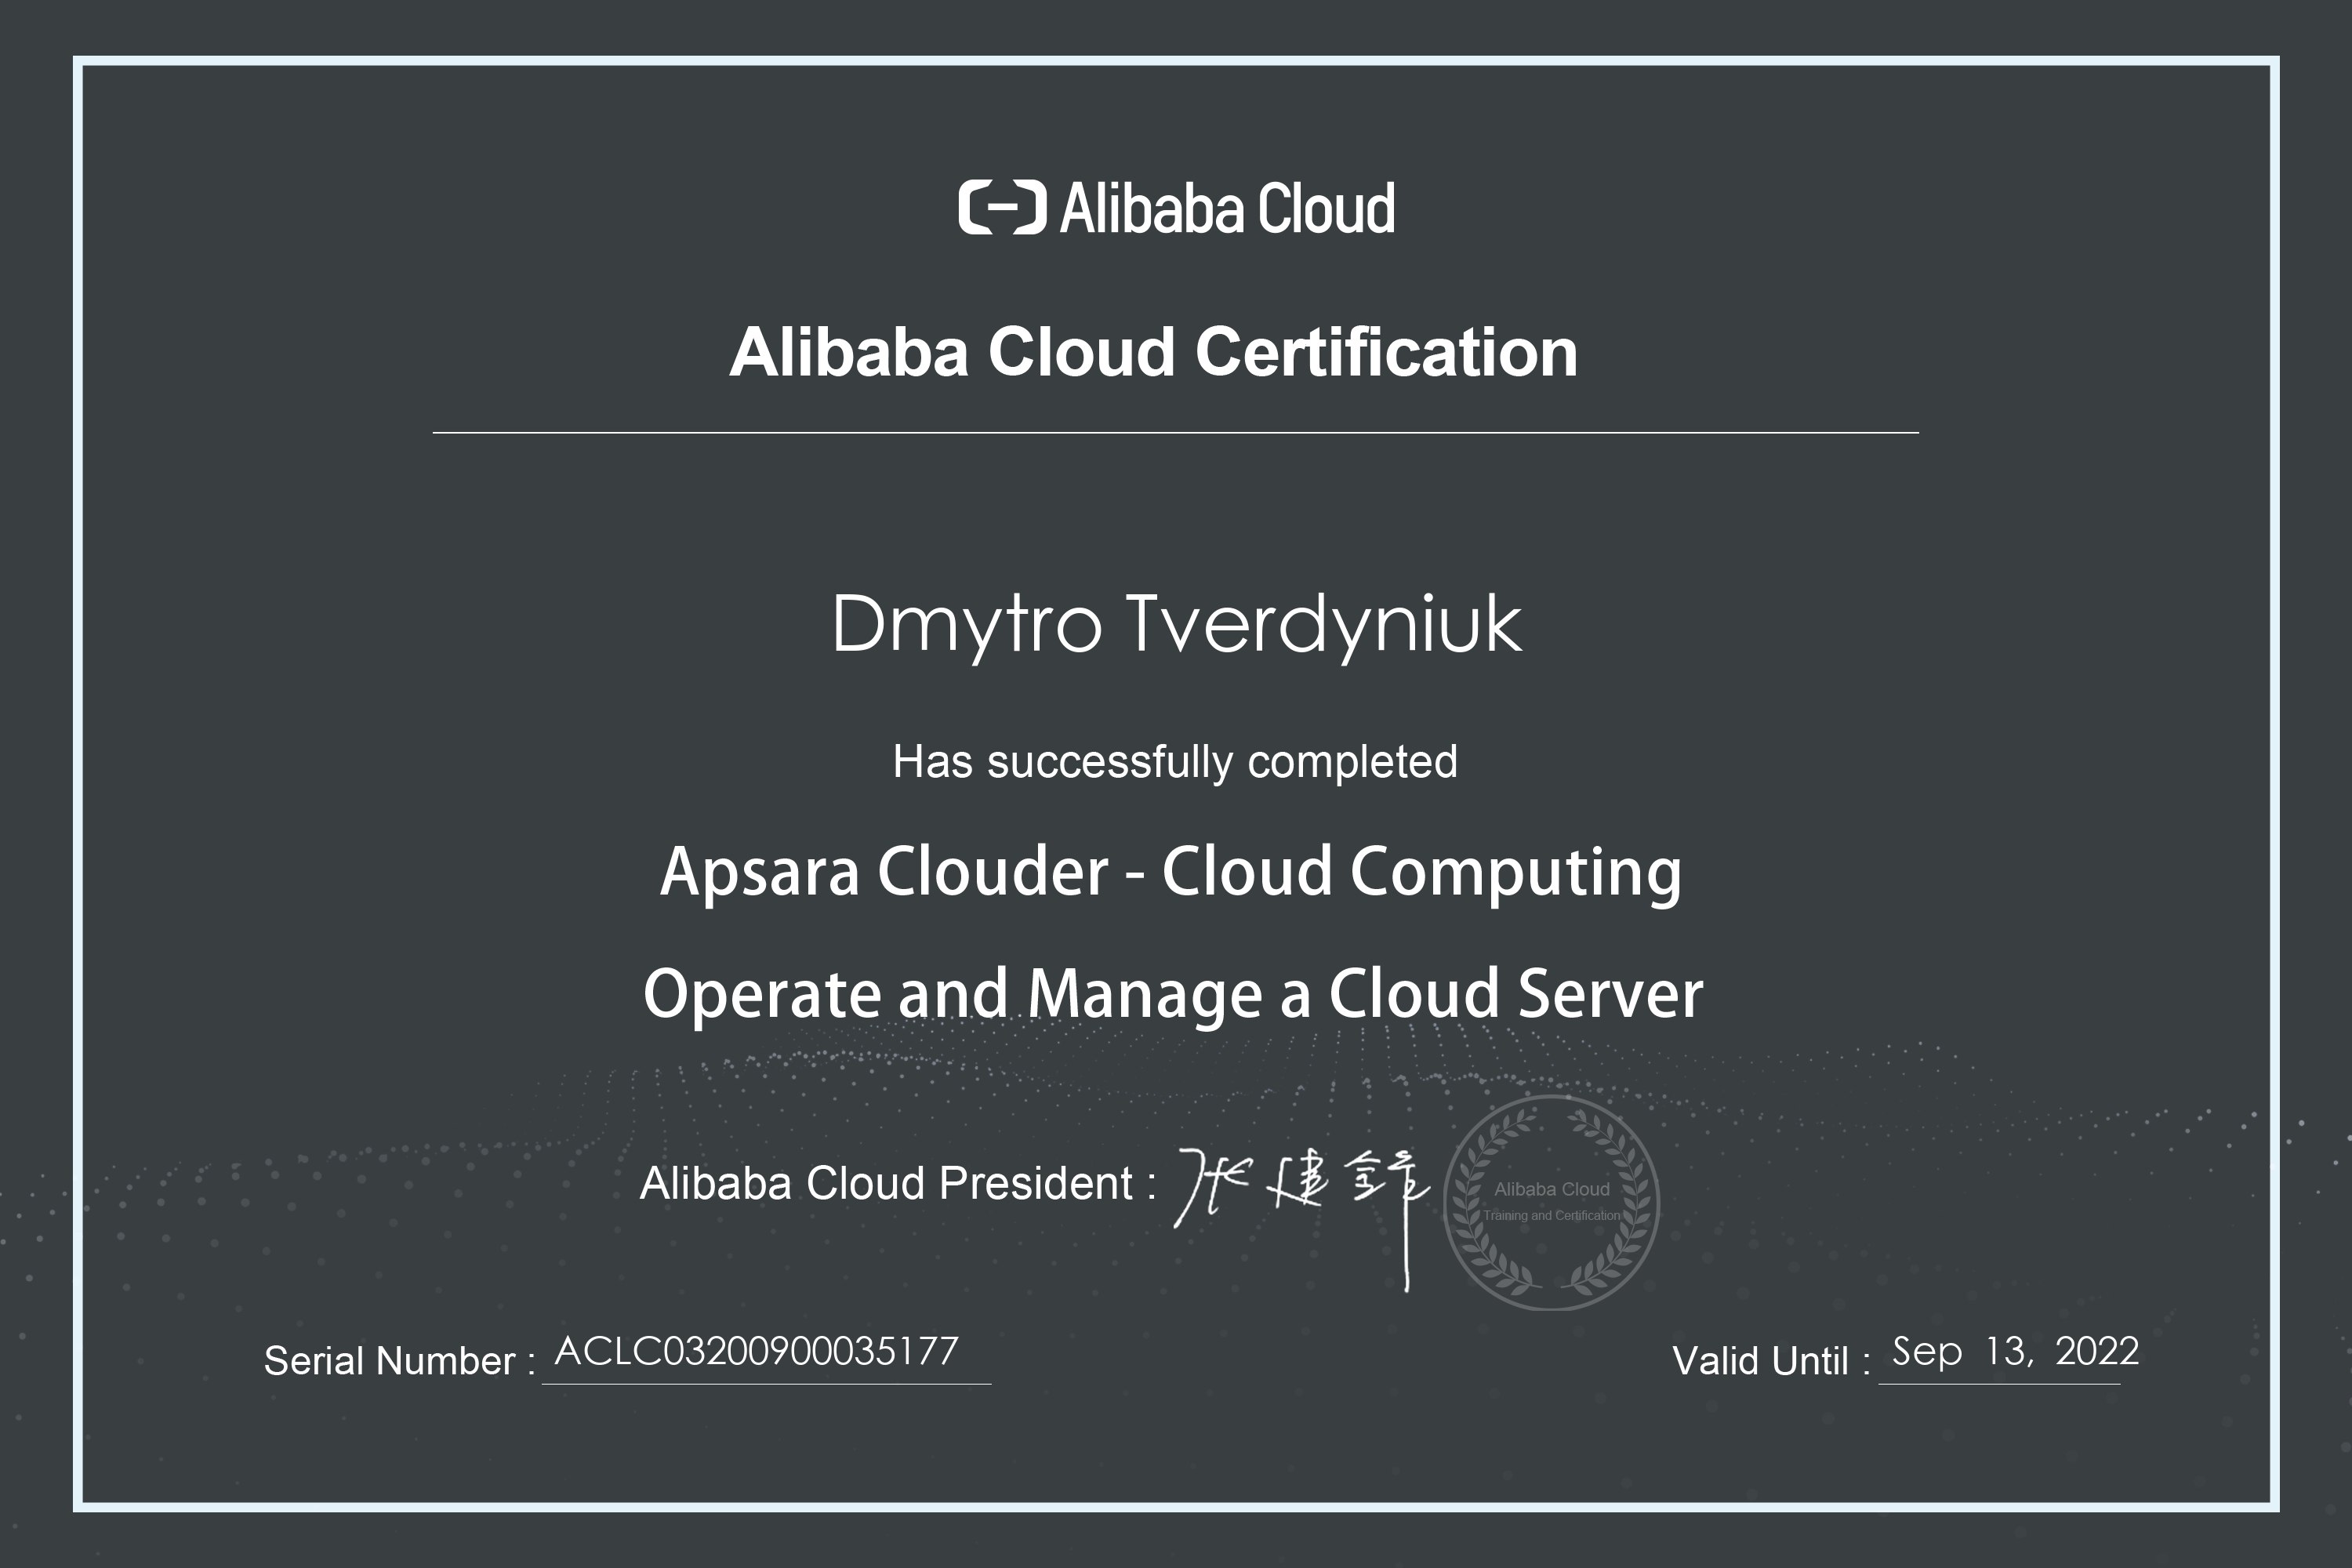 Alibaba Cloud
Alibaba Cloud Certification
Dmytro Tverdyniuk
Has successfully completed
Apsara Clouder - Cloud Computing
Operate and Manage a Cloud Server
Alibaba Cloud President : 张建锋
Alibaba Cloud
Training and Certification
Serial Number : ACLC03200900035177
Valid Until : Sep 13, 2022